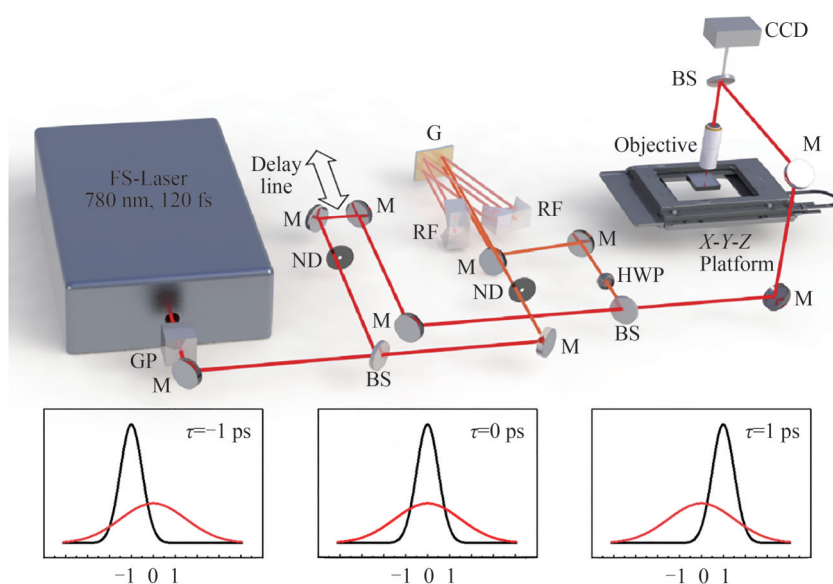 CCD
BS
Objective
M
G
Delay
line
FS-Laser
780 nm, 120 fs
M
M
RF
RF
M
ND
M
HWP
X-Y-Z
Platform
ND
M
M
GP
M
BS
M
BS
τ=−1 ps
τ=0 ps
τ=1 ps
−1 0 1
−1 0 1
−1 0 1